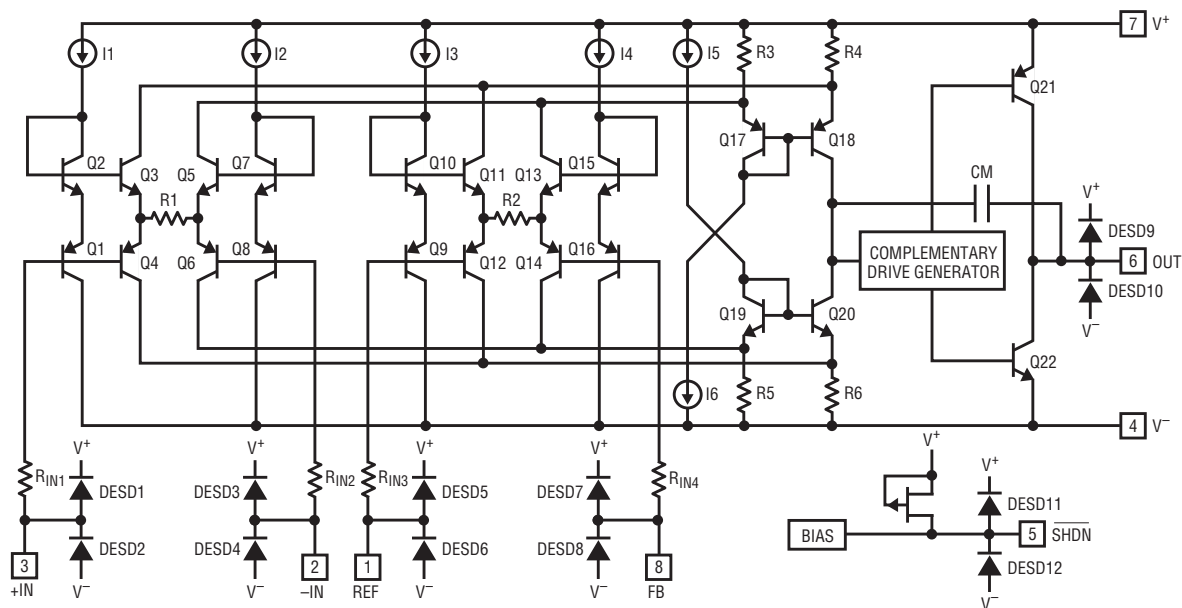 7 V+
I1 I2 I3 I4 I5 R3 R4
Q21
Q17 Q18
Q2 Q3 Q5 Q7 Q10 Q11 Q13 Q15
CM
V+
R1 R2
DESD9
Q1 Q4 Q6 Q8 Q9 Q12 Q14 Q16
COMPLEMENTARY
DRIVE GENERATOR
6 OUT
DESD10
Q19 Q20
V–
Q22
I6 R5 R6
4 V–
V+ V+ V+ V+ V+
V+
RIN1 DESD1 DESD3 RIN2 RIN3 DESD5 DESD7 RIN4
DESD11
BIAS
5 SHDN
DESD2 DESD4 DESD6 DESD8
DESD12
3 2 1 8
+IN V– V– –IN REF V– V– FB
V–